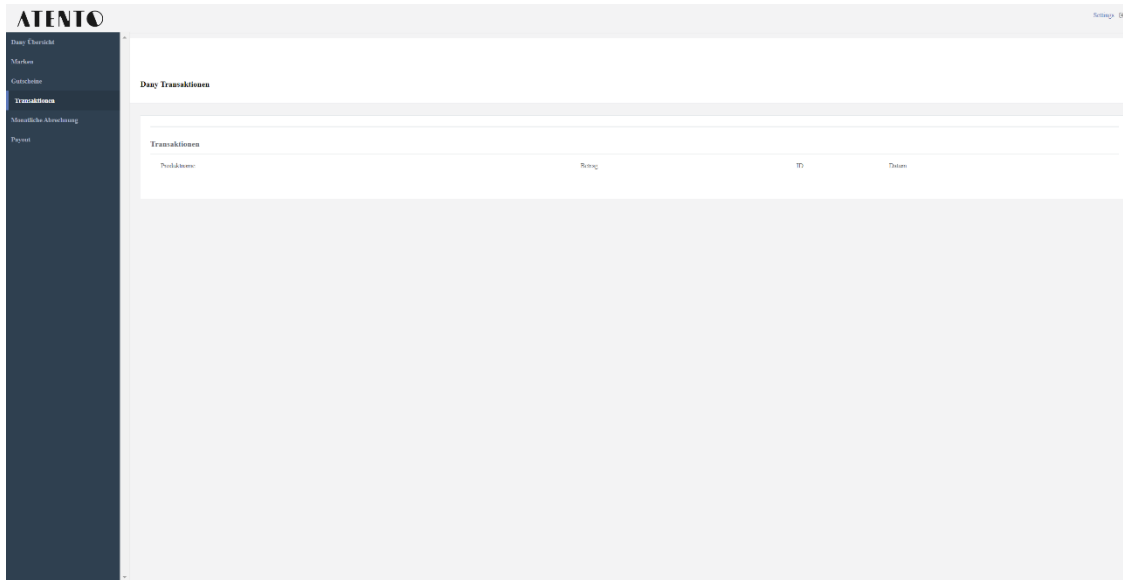 ATENTO
Settings
Dany Übersicht
Marken
Gutscheine
Transaktionen
Monatliche Abrechnung
Payout
Dany Transaktionen
Transaktionen
Produktname
Betrag
ID
Datum